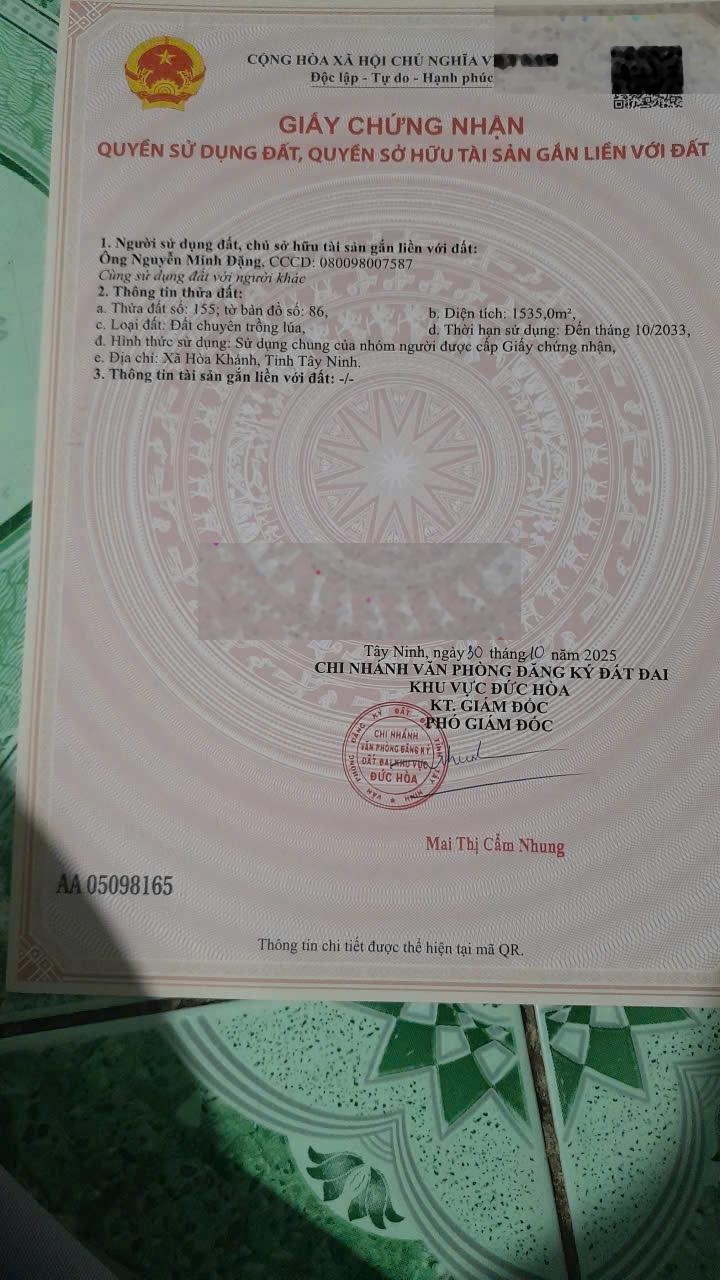 CỘNG HÒA XÃ HỘI CHỦ NGHĨA
Độc lập - Tự do - Hạnh phúc
GIẤY CHỨNG NHẬN
QUYỀN SỬ DỤNG ĐẤT, QUYỀN SỞ HỮU TÀI SẢN GẮN LIỀN VỚI ĐẤT
1. Người sử dụng đất, chủ sở hữu tài sản gắn liền với đất:
Ông Nguyễn Minh Đặng, CCCD: 080098007587
Cùng sử dụng đất với người khác
2. Thông tin thửa đất:
a. Thửa đất số: 155; tờ bản đồ số: 86, b. Diện tích: 1535,0m²,
c. Loại đất: Đất chuyên trồng lúa, d. Thời hạn sử dụng: Đến tháng 10/2033,
đ. Hình thức sử dụng: Sử dụng chung của nhóm người được cấp Giấy chứng nhận,
e. Địa chỉ: Xã Hòa Khánh, Tỉnh Tây Ninh.
3. Thông tin tài sản gắn liền với đất: -/-
Tây Ninh, ngày 30 tháng 10 năm 2025
CHI NHÁNH VĂN PHÒNG ĐĂNG KÝ ĐẤT ĐAI
KHU VỰC ĐỨC HÒA
KT. GIÁM ĐỐC
PHÓ GIÁM ĐỐC
CHI NHÁNH
VĂN PHÒNG ĐĂNG KÝ
ĐẤT ĐAI KHU VỰC
ĐỨC HÒA
Mai Thị Cẩm Nhung
AA 05098165
Thông tin chi tiết được thể hiện tại mã QR.